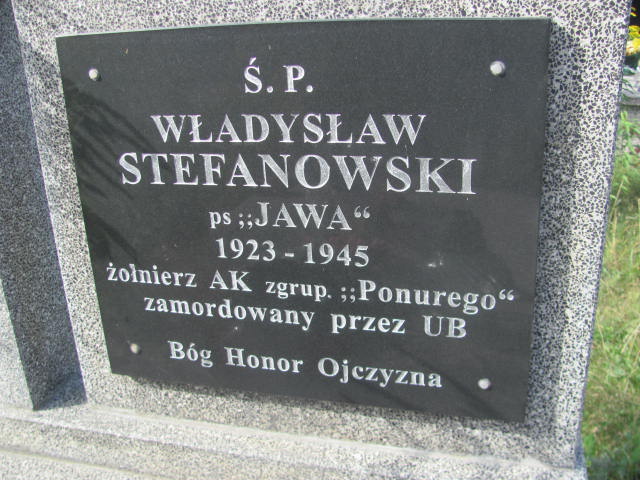 Ś. P.
WŁADYSŁAW
STEFANOWSKI
ps ;;JAWA“
1923 - 1945
żołnierz AK zgrup. ;;Ponurego“
zamordowany przez UB
Bóg Honor Ojczyzna